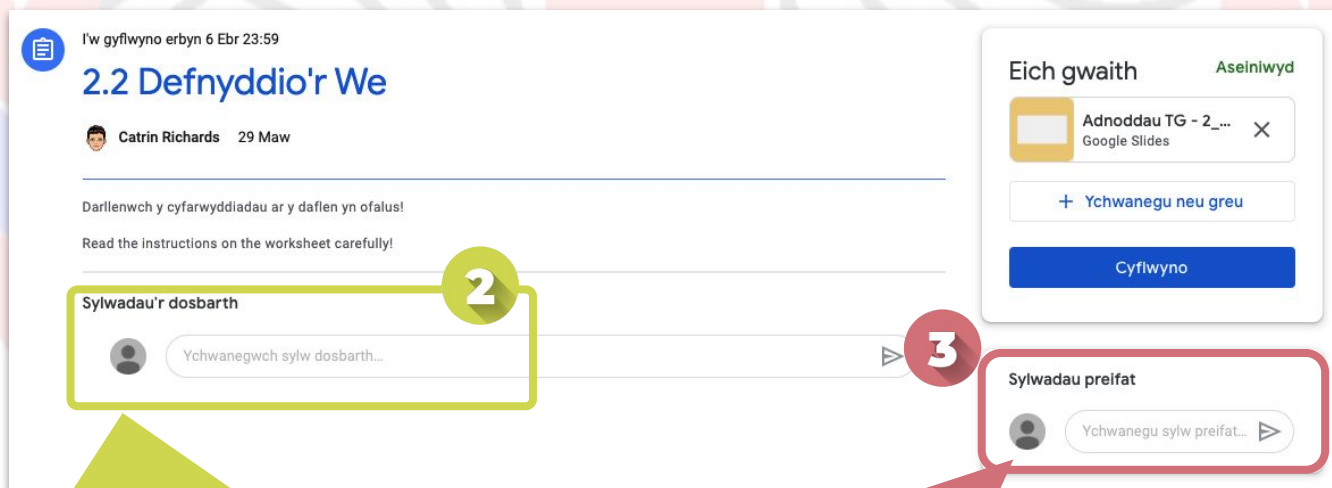 I'w gyflwyno erbyn 6 Ebr 23:59
2.2 Defnyddio'r We
Catrin Richards 29 Maw
Darllenwch y cyfarwyddiadau ar y daflen yn ofalus!
Read the instructions on the worksheet carefully!
2
Sylwadau'r dosbarth
Ychwanegwch sylw dosbarth...
Eich gwaith Aseiniwyd
Adnoddau TG - 2_...
Google Slides
+ Ychwanegu neu greu
Cyflwyno
3
Sylwadau preifat
Ychwanegu sylw preifat...